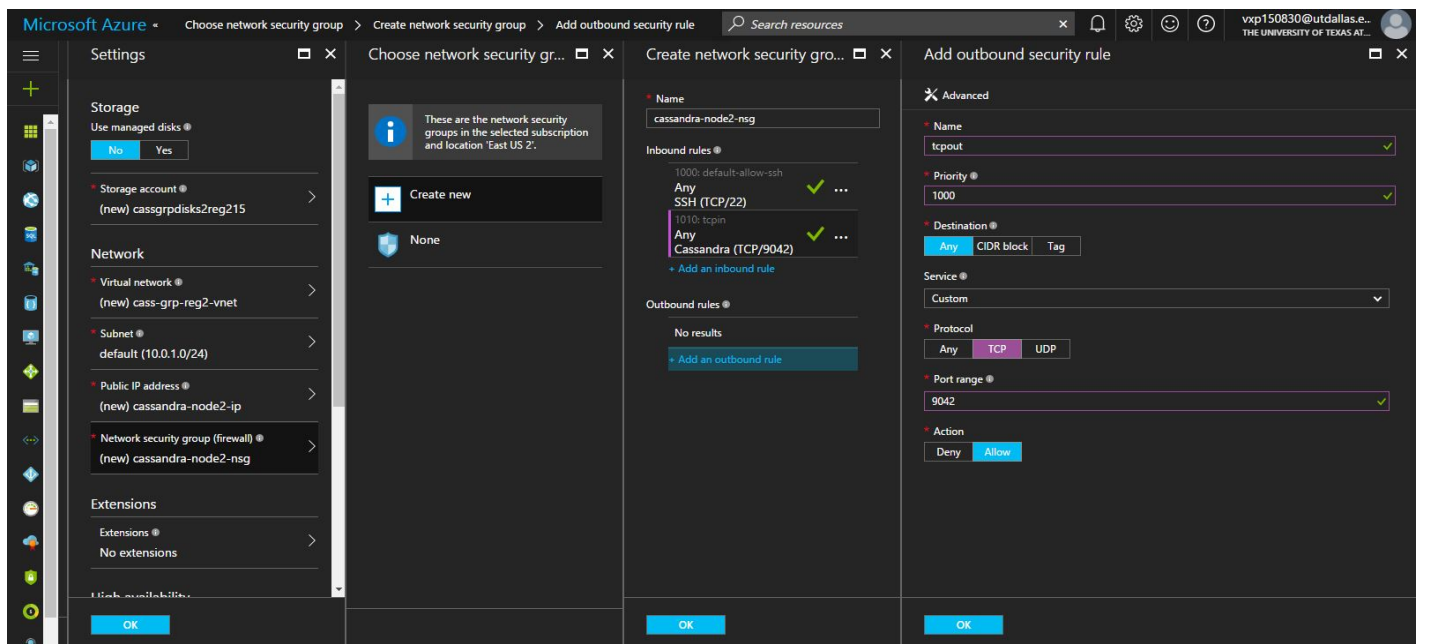 Microsoft Azure « Choose network security group > Create network security group > Add outbound security rule Search resources vxp150830@utdallas.e...
THE UNIVERSITY OF TEXAS AT...
Settings
Storage
Use managed disks
No Yes
* Storage account
(new) cassgrpdisks2reg215
Network
* Virtual network
(new) cass-grp-reg2-vnet
* Subnet
default (10.0.1.0/24)
* Public IP address
(new) cassandra-node2-ip
* Network security group (firewall)
(new) cassandra-node2-nsg
Extensions
Extensions
No extensions
High availability
OK
Choose network security gr...
These are the network security
groups in the selected subscription
and location 'East US 2'.
Create new
None
Create network security gro...
* Name
cassandra-node2-nsg
Inbound rules
1000: default-allow-ssh
Any
SSH (TCP/22)
...
1010: tcpin
Any
Cassandra (TCP/9042)
...
+ Add an inbound rule
Outbound rules
No results
+ Add an outbound rule
OK
Add outbound security rule
Advanced
* Name
tcpout
* Priority
1000
* Destination
Any CIDR block Tag
Service
Custom
* Protocol
Any TCP UDP
* Port range
9042
* Action
Deny Allow
OK